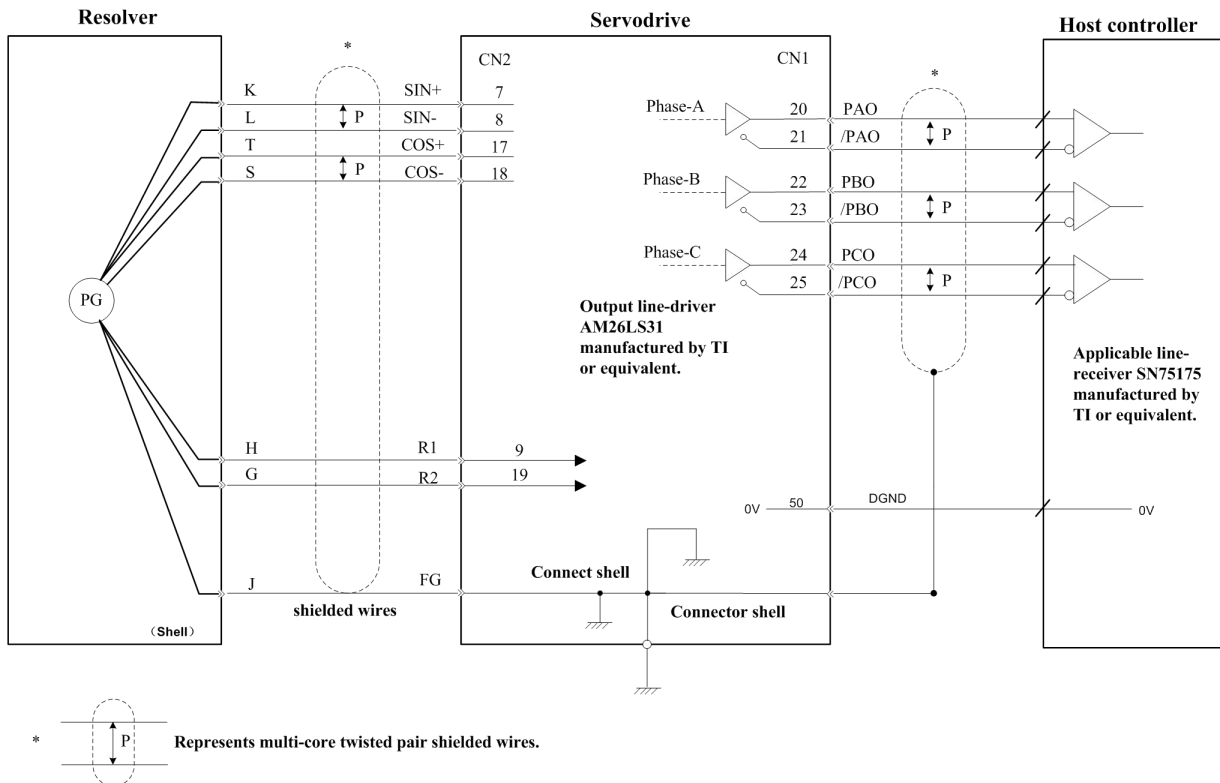 Resolver
Servodrive
Host controller
*
CN2
CN1
*
K SIN+ 7
L P SIN- 8
T COS+ 17
S P COS- 18
Phase-A 20 PAO
21 /PAO P
Phase-B 22 PBO
23 /PBO P
Phase-C 24 PCO
25 /PCO P
PG
Output line-driver
AM26LS31
manufactured by TI
or equivalent.
Applicable line-
receiver SN75175
manufactured by
TI or equivalent.
H R1 9
G R2 19
0V 50 DGND 0V
J FG
Connect shell
shielded wires
Connector shell
（Shell）
* P Represents multi-core twisted pair shielded wires.